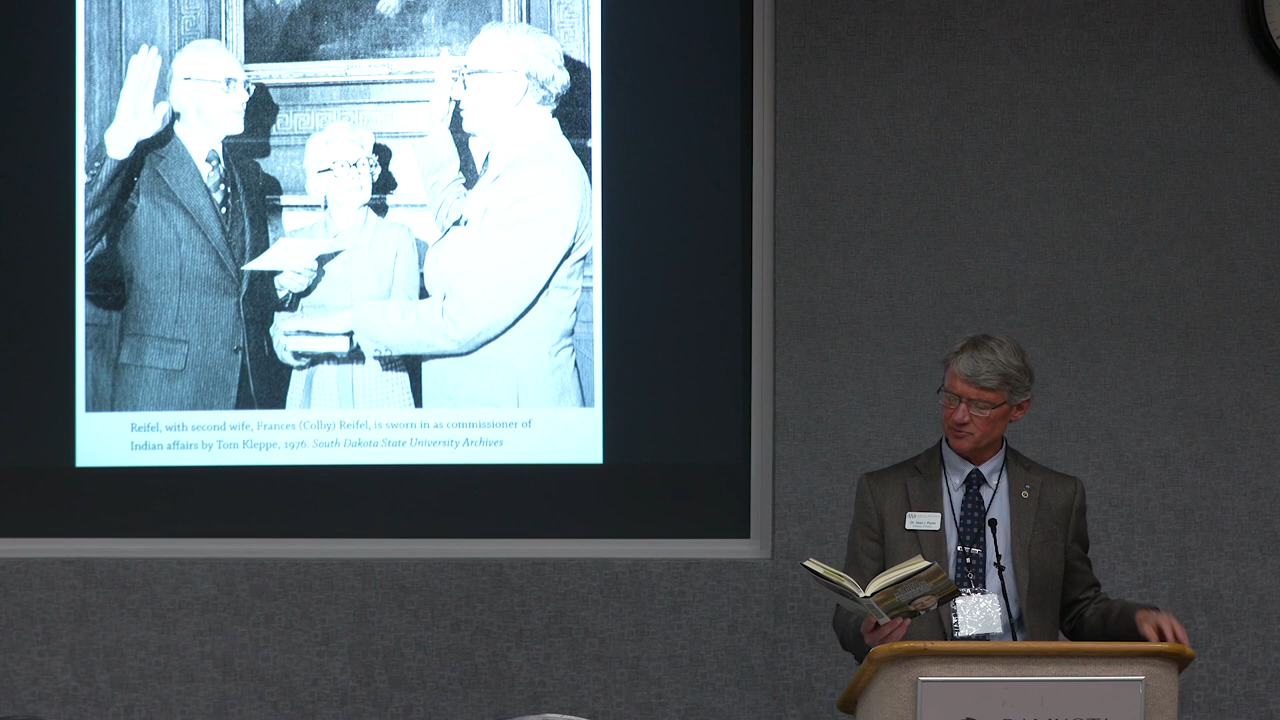 Reifel, with second wife, Frances (Colby) Reifel, is sworn in as commissioner of
Indian affairs by Tom Kleppe, 1976. South Dakota State University Archives